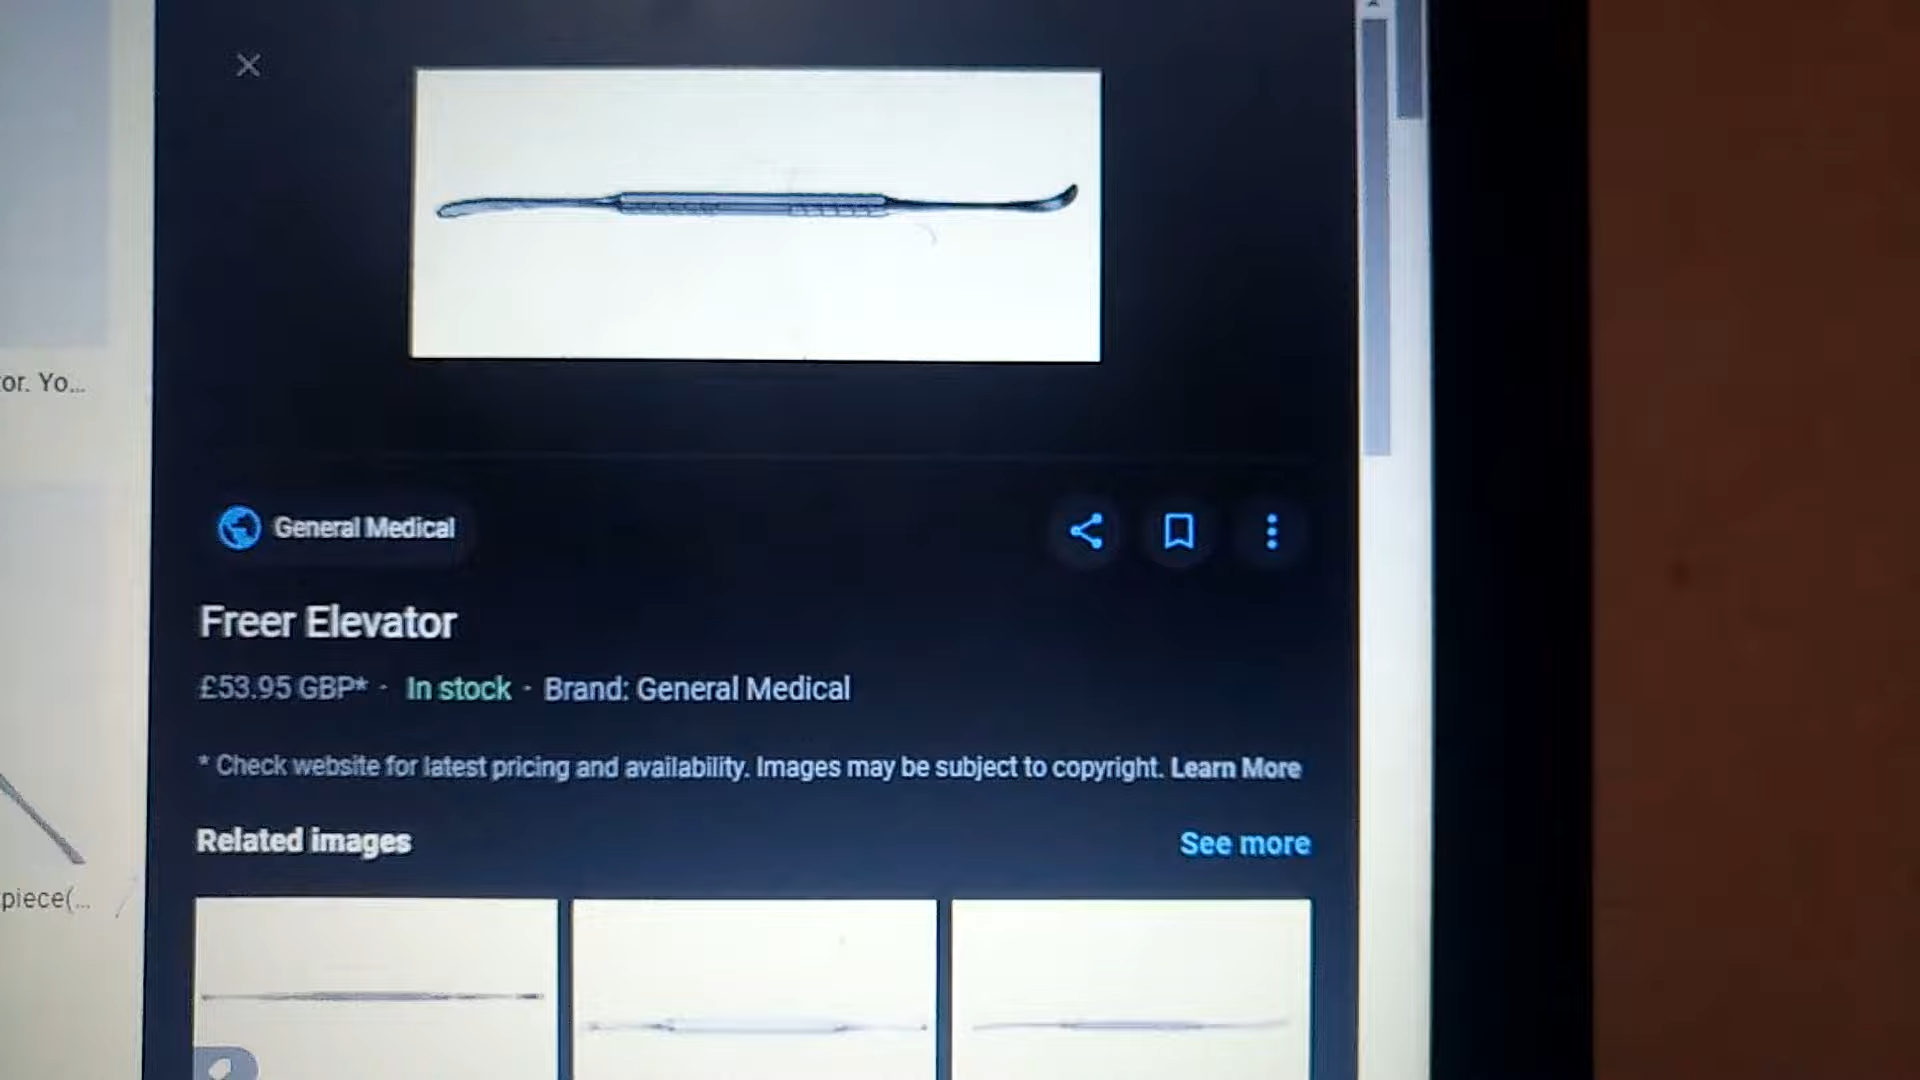 or. Yo...
General Medical
Freer Elevator
£53.95 GBP* · In stock · Brand: General Medical
* Check website for latest pricing and availability. Images may be subject to copyright. Learn More
Related images
See more
piece(...